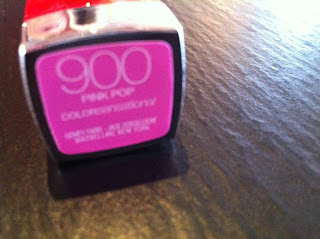 900
PINK POP
COLORsensational
MAYBELLINE NEW YORK